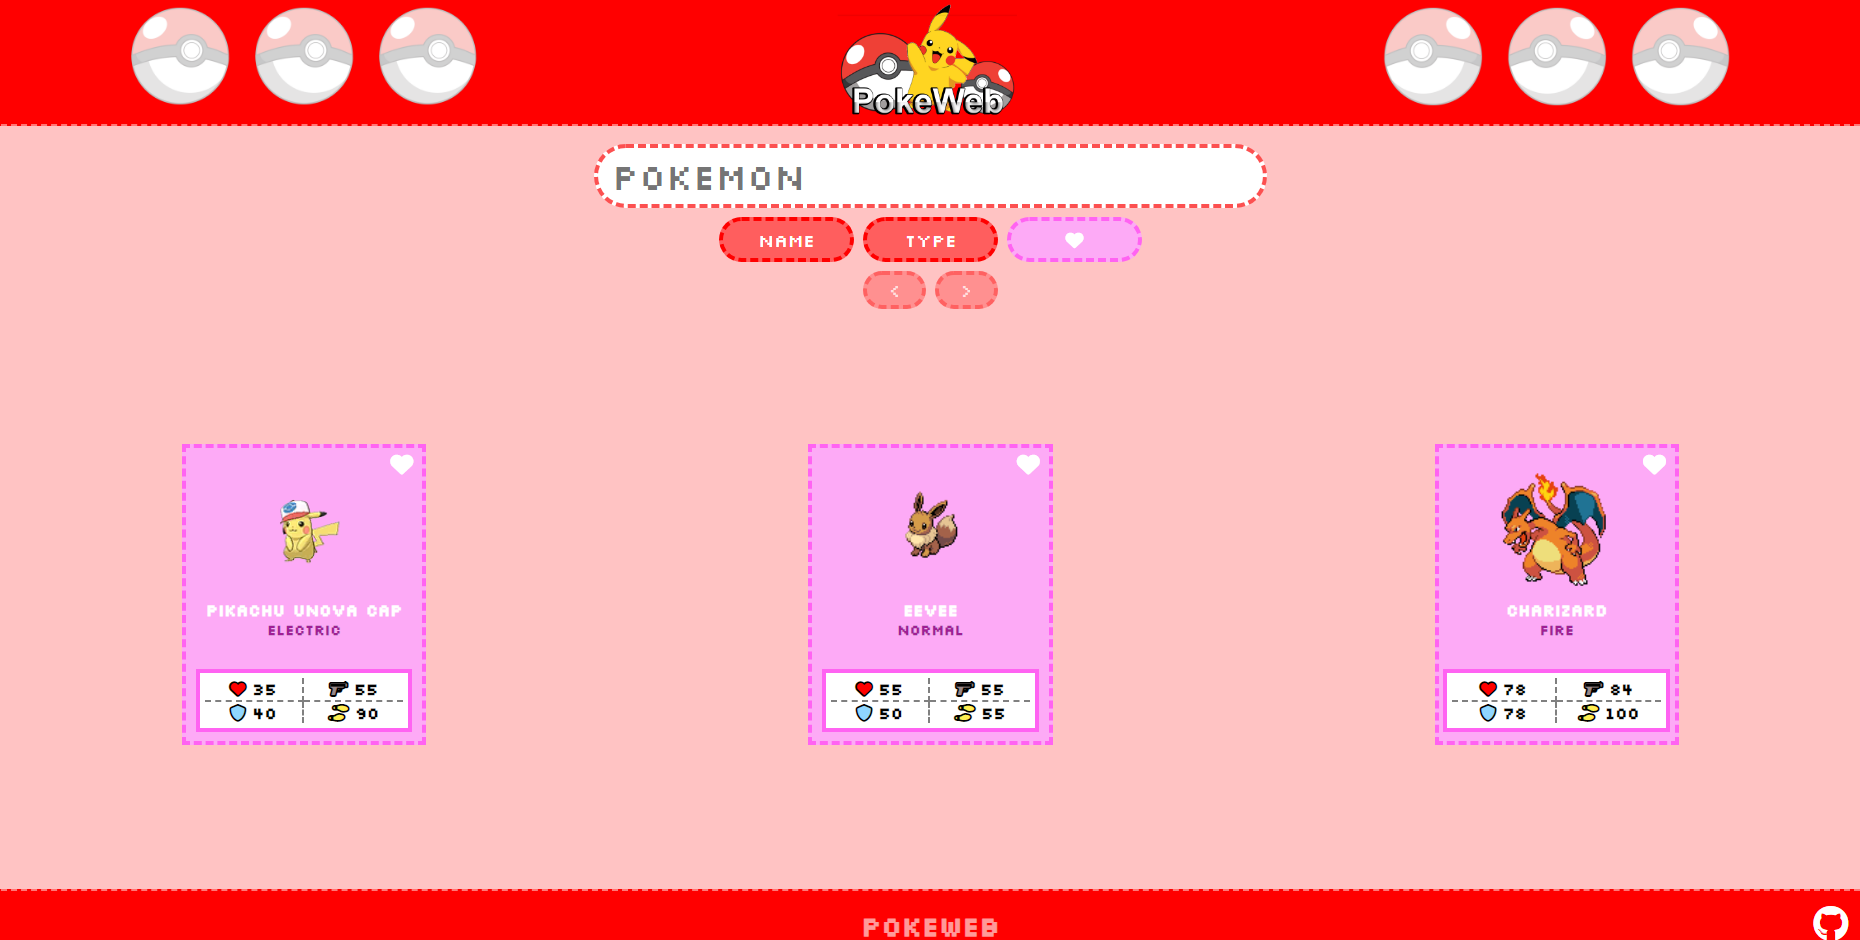 PokeWeb
POKEMON
NAME TYPE
< >
PIKACHU UNOVA CAP
ELECTRIC
35 55
40 90
EEVEE
NORMAL
55 55
50 55
CHARIZARD
FIRE
78 84
78 100
POKEWEB